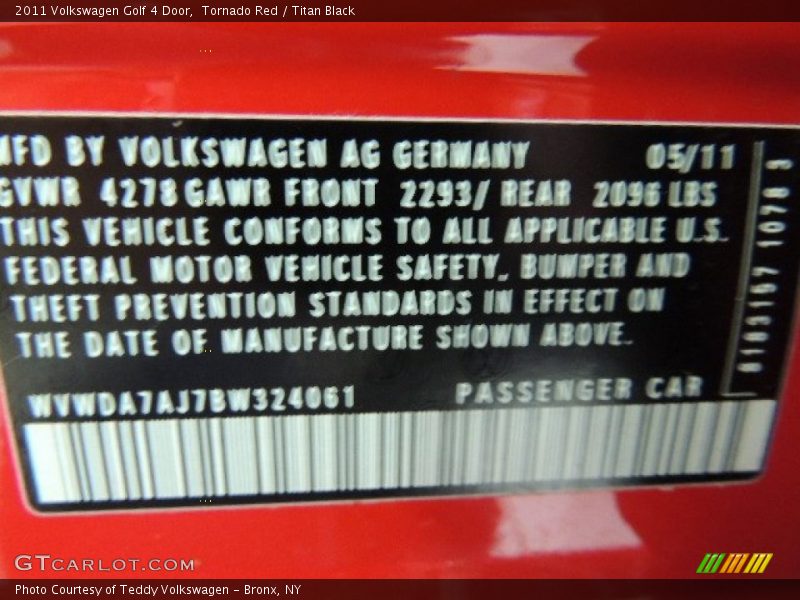 2011 Volkswagen Golf 4 Door,  Tornado Red / Titan Black
MFD BY VOLKSWAGEN AG GERMANY 05/11
GVWR 4278 GAWR FRONT 2293/ REAR 2096 LBS
THIS VEHICLE CONFORMS TO ALL APPLICABLE U.S.
FEDERAL MOTOR VEHICLE SAFETY, BUMPER AND
THEFT PREVENTION STANDARDS IN EFFECT ON
THE DATE OF MANUFACTURE SHOWN ABOVE.
WVWDA7AJ7BW324061 PASSENGER CAR
GTCARLOT.COM
Photo Courtesy of Teddy Volkswagen - Bronx, NY